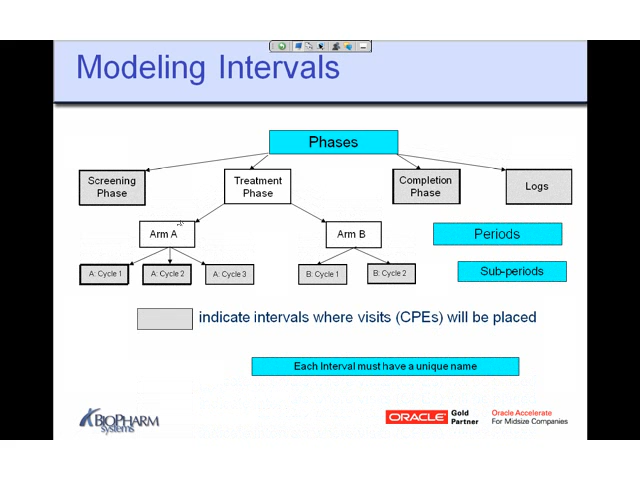 Modeling Intervals
Phases
Screening
Phase
Treatment
Phase
Completion
Phase
Logs
Arm A
Arm B
Periods
A: Cycle 1
A: Cycle 2
A: Cycle 3
B: Cycle 1
B: Cycle 2
Sub-periods
indicate intervals where visits (CPEs) will be placed
Each Interval must have a unique name
BIOPHARM
systems
ORACLE
Gold
Partner
Oracle Accelerate
For Midsize Companies